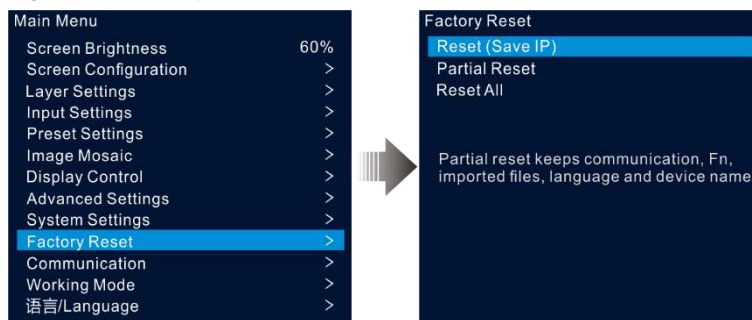 Main Menu
Screen Brightness 60%
Screen Configuration >
Layer Settings >
Input Settings >
Preset Settings >
Image Mosaic >
Display Control >
Advanced Settings >
System Settings >
Factory Reset >
Communication >
Working Mode >
语言/Language >
Factory Reset
Reset (Save IP)
Partial Reset
Reset All
Partial reset keeps communication, Fn,
imported files, language and device name